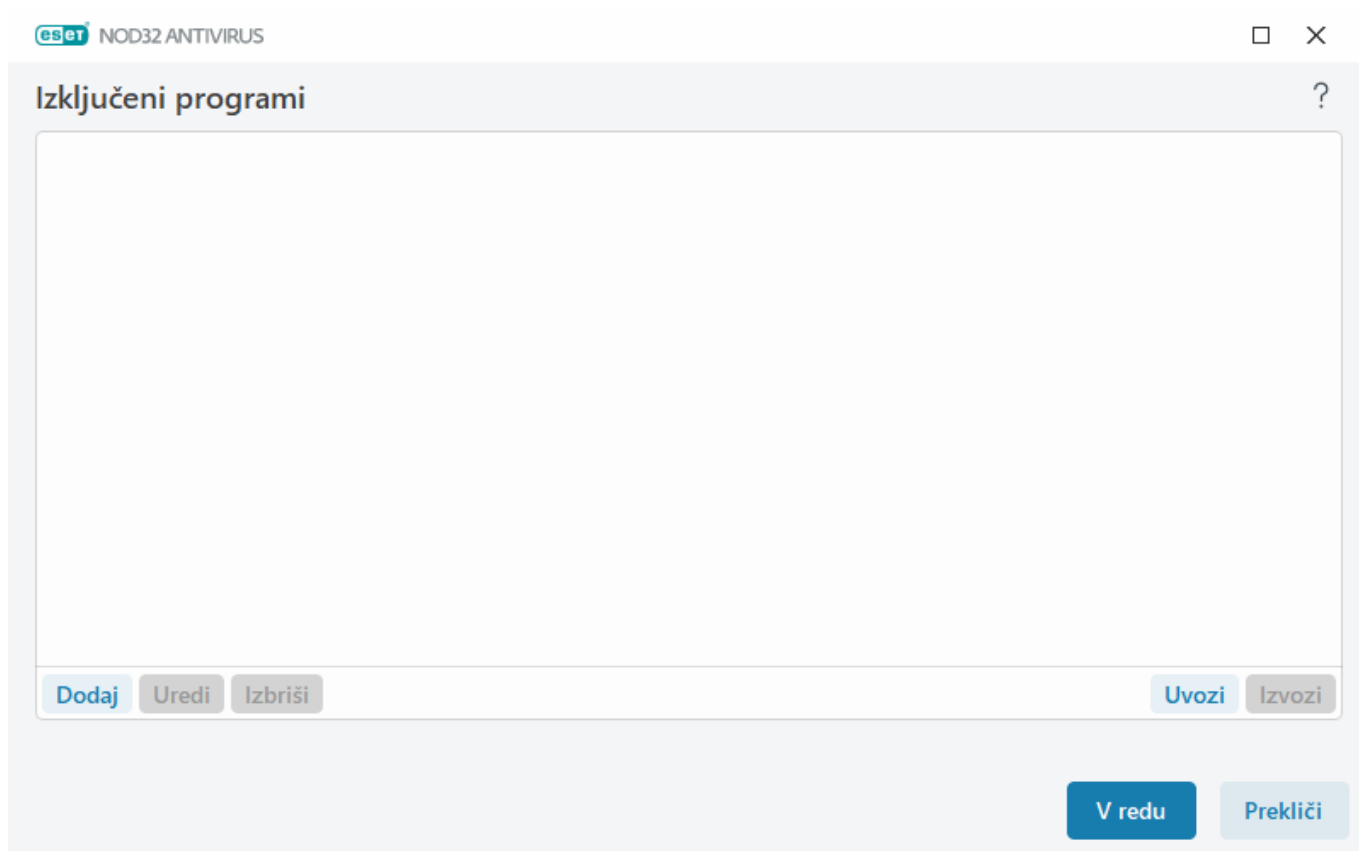 eset NOD32 ANTIVIRUS
Izključeni programi
?
Dodaj Uredi Izbriši Uvozi Izvozi
V redu Prekliči